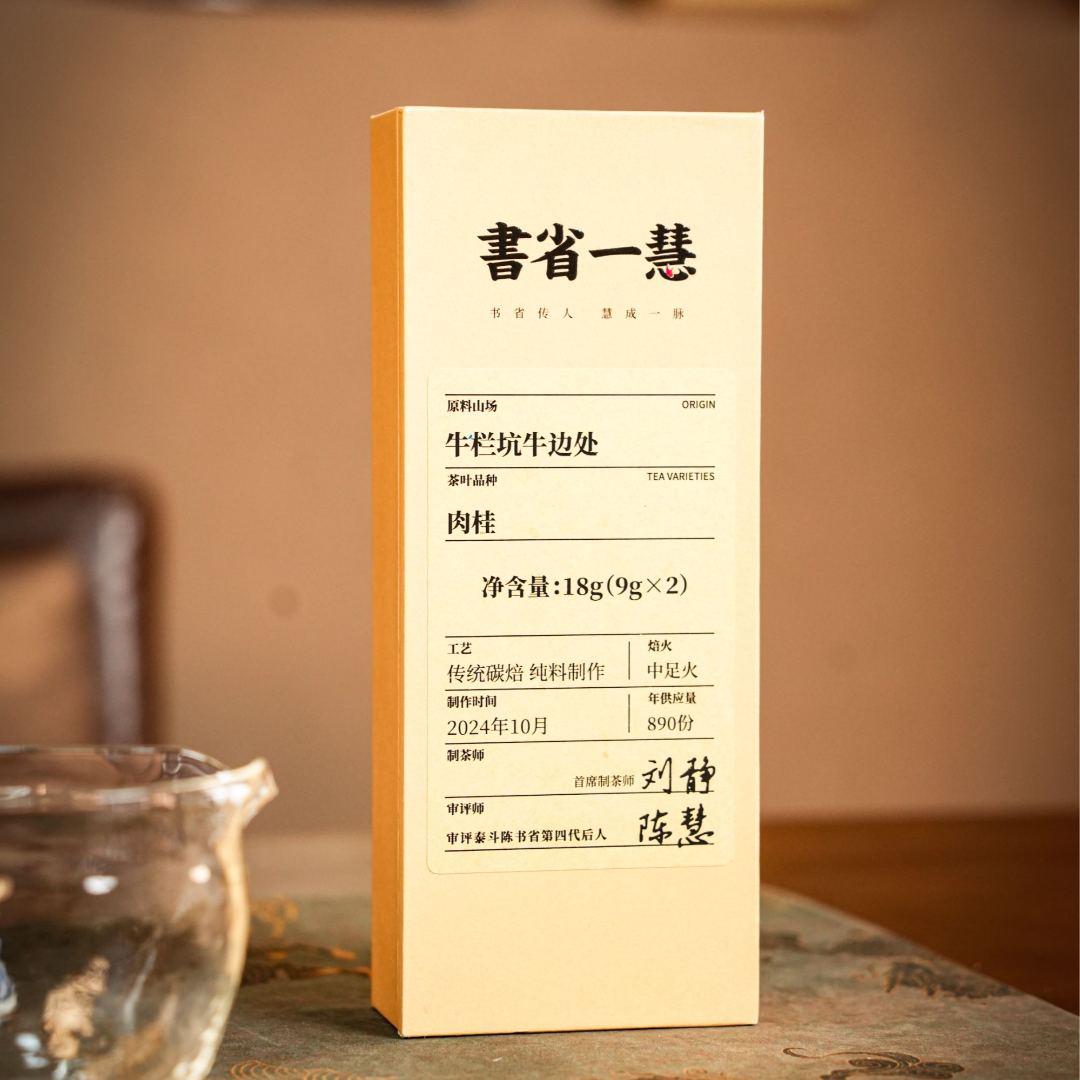 書省一慧
书省传人 慧成一脉
原料山场 ORIGIN
牛栏坑牛边处
茶叶品种 TEA VARIETIES
肉桂
净含量:18g(9g×2)
工艺 焙火
传统碳焙 纯料制作 中足火
制作时间 年供应量
2024年10月 890份
制茶师
首席制茶师 刘静
审评师
审评泰斗陈书省第四代后人 陈慧